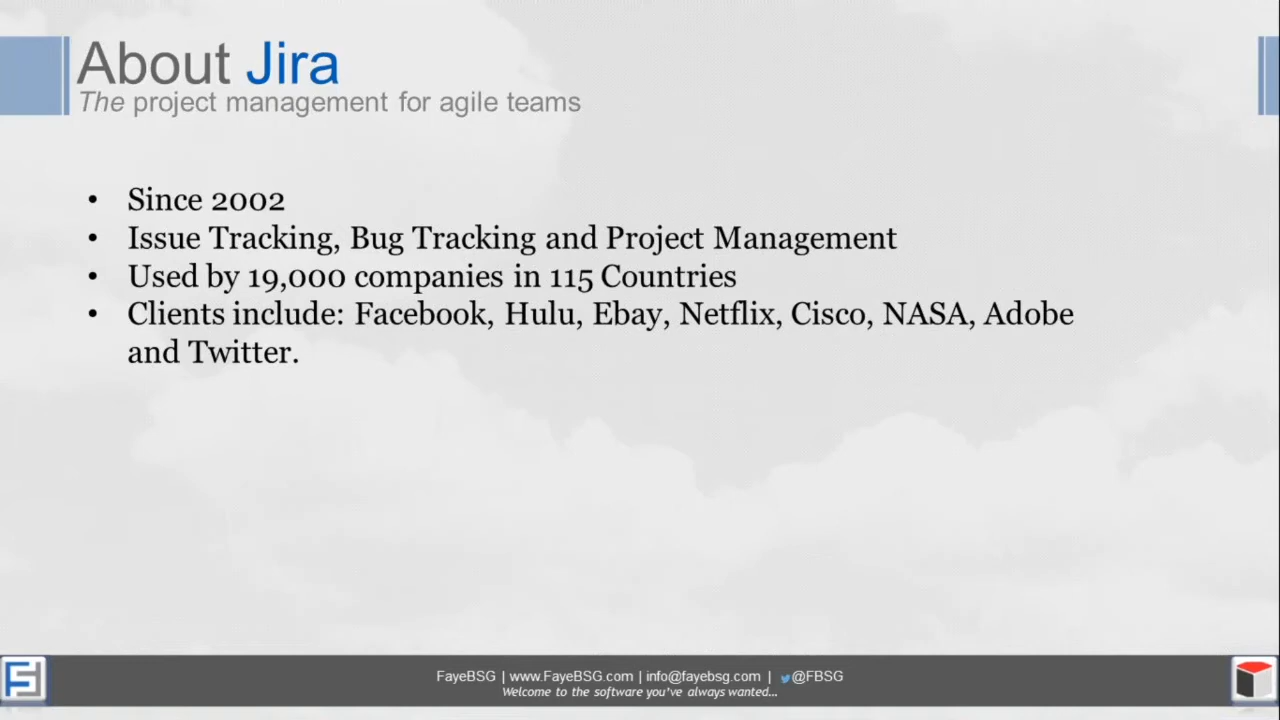 About Jira
The project management for agile teams
• Since 2002
• Issue Tracking, Bug Tracking and Project Management
• Used by 19,000 companies in 115 Countries
• Clients include: Facebook, Hulu, Ebay, Netflix, Cisco, NASA, Adobe
and Twitter.
FayeBSG | www.FayeBSG.com | info@fayebsg.com | @FBSG
Welcome to the software you've always wanted...